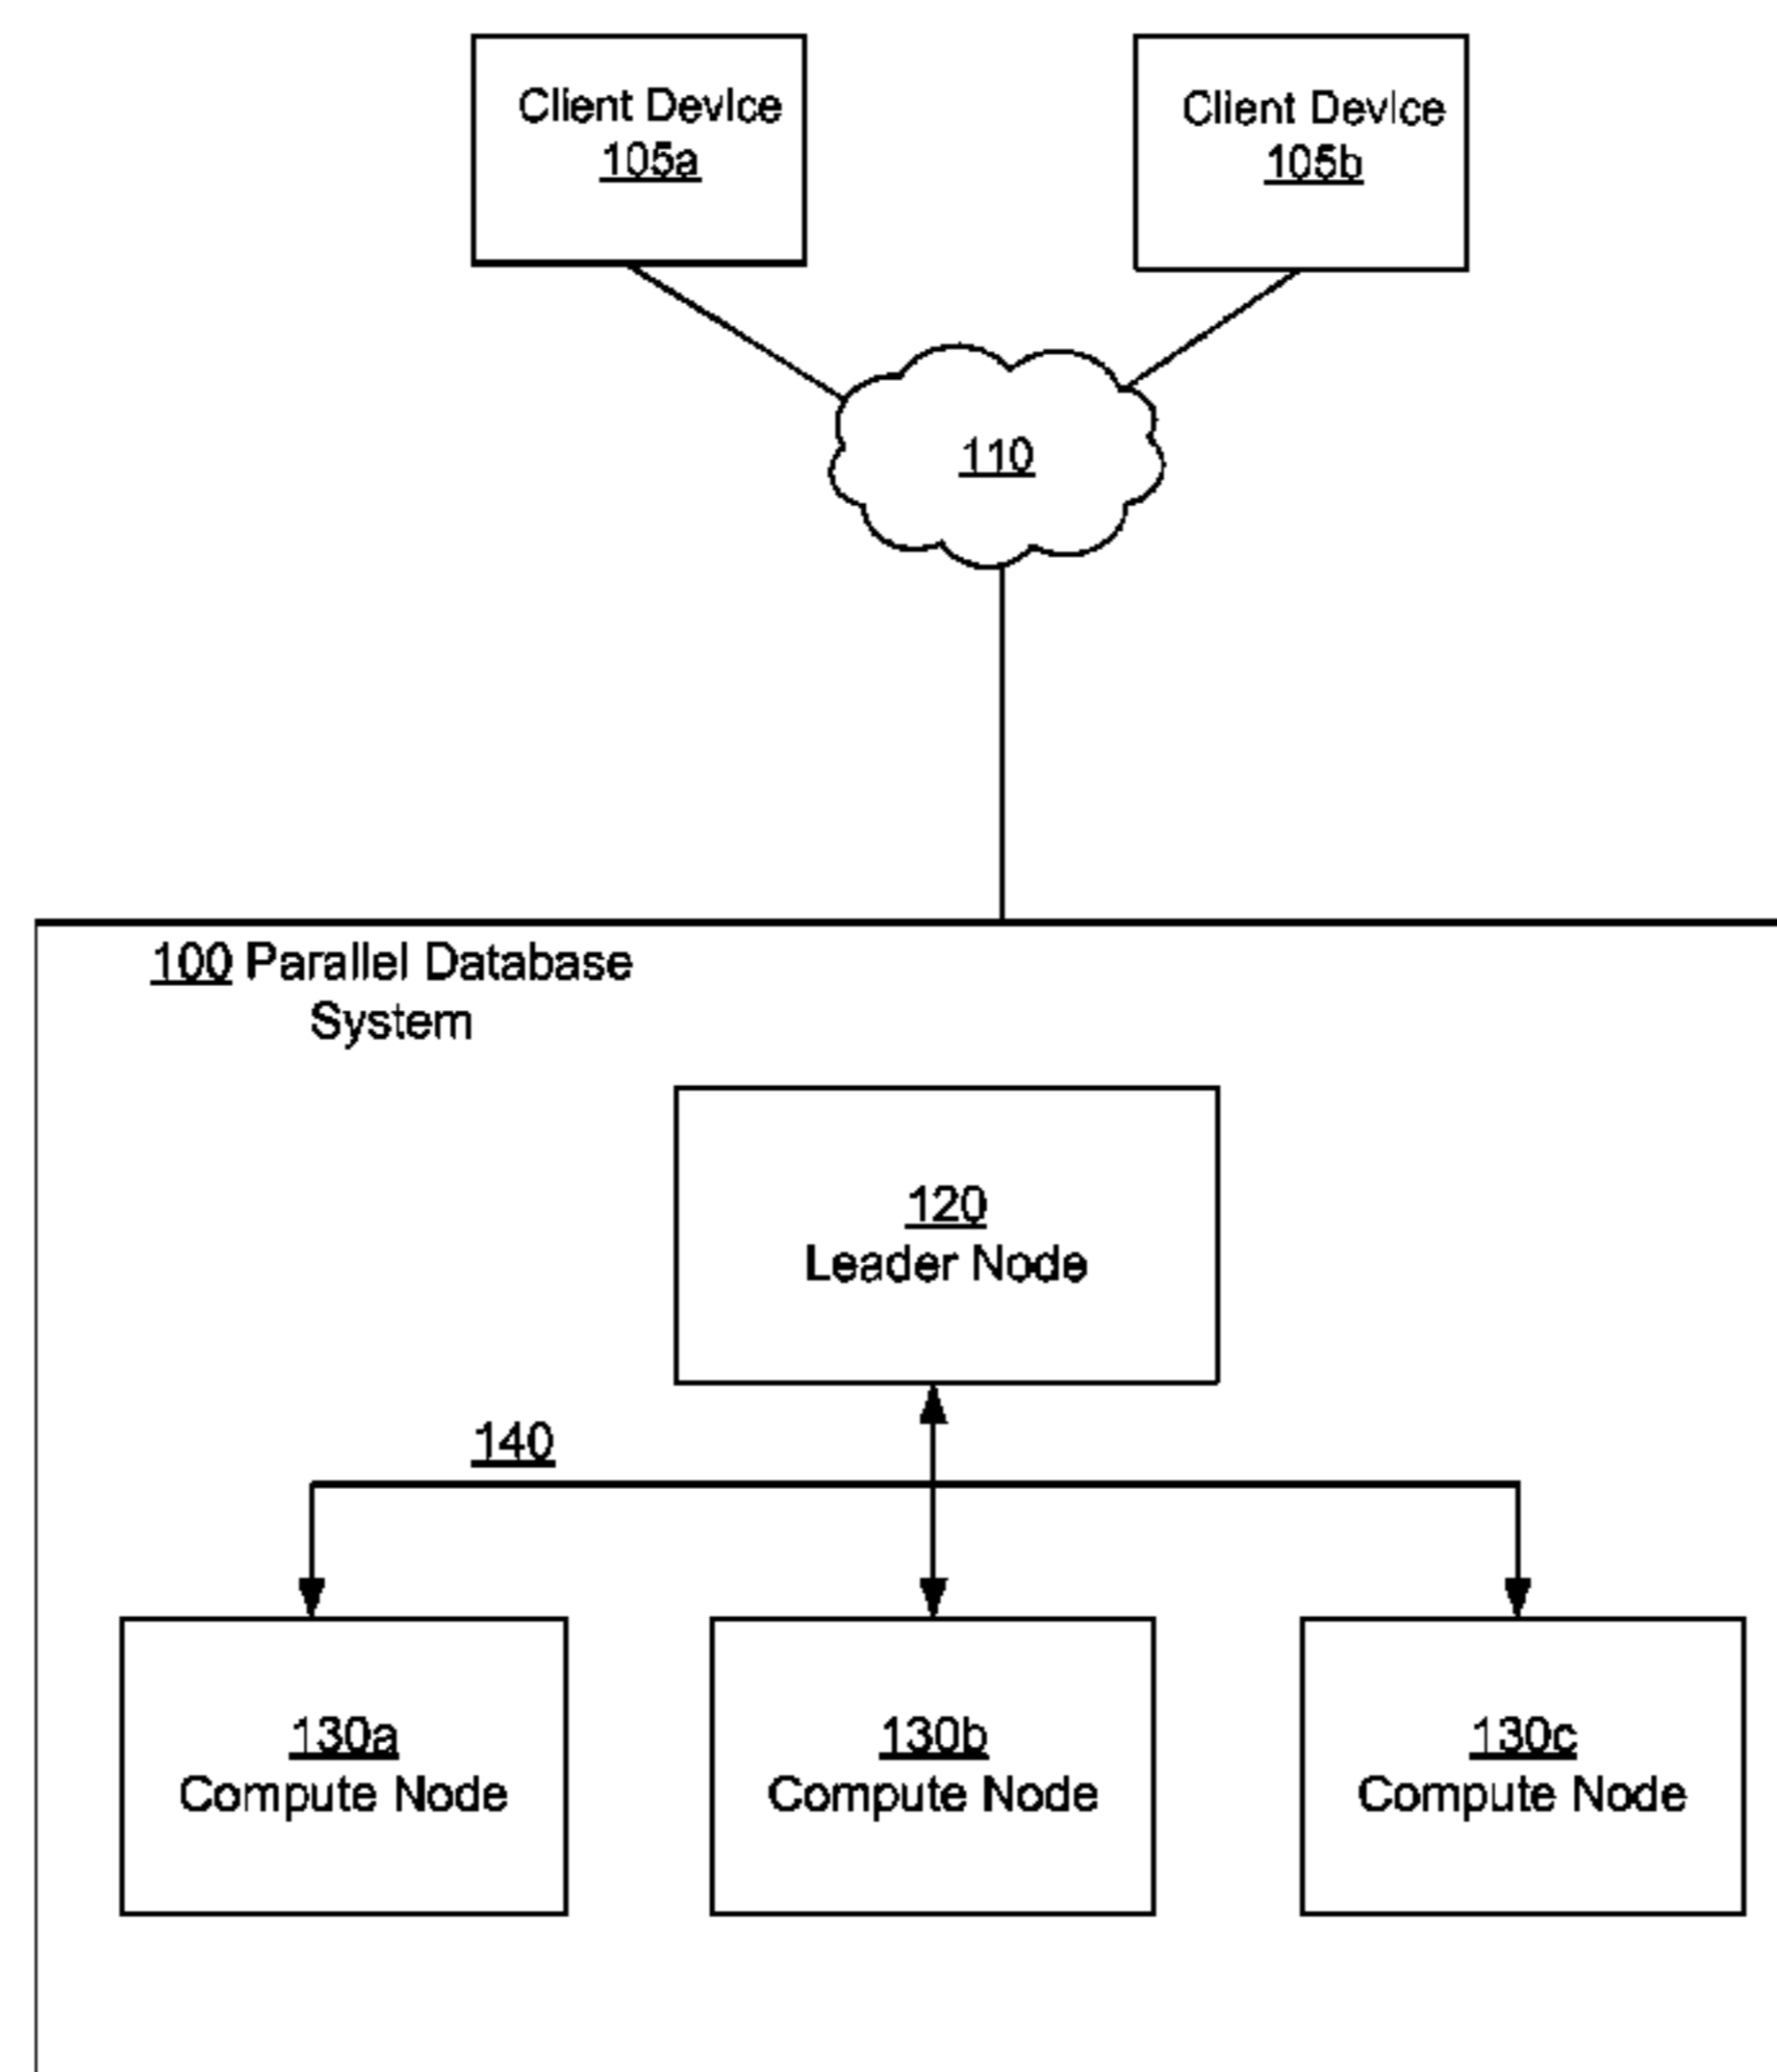 Client Device
105a
Client Device
105b
110
100 Parallel Database
System
120
Leader Node
140
130a
Compute Node
130b
Compute Node
130c
Compute Node